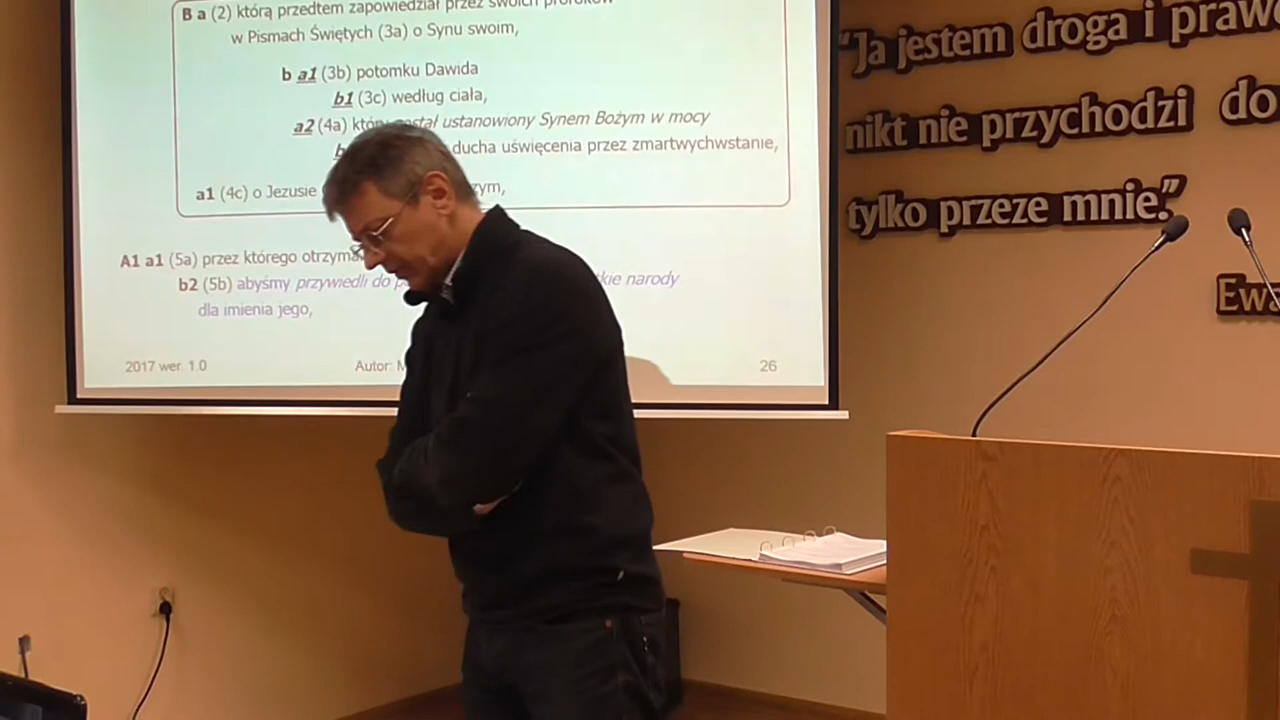 B a (2) którą przedtem zapowiedział przez swoich proroków
w Pismach Świętych (3a) o Synu swoim,
b a1 (3b) potomku Dawida
b1 (3c) według ciała,
a2 (4a) który został ustanowiony Synem Bożym w mocy
ducha uświęcenia przez zmartwychwstanie,
a1 (4c) o Jezusie
A1 a1 (5a) przez którego
b2 (5b) abyśmy przywiedli do narody
dla imienia jego,
2017 wer. 1.0 Autor: 26
"Ja jestem droga i
nikt nie przychodzi do
tylko przeze mnie."